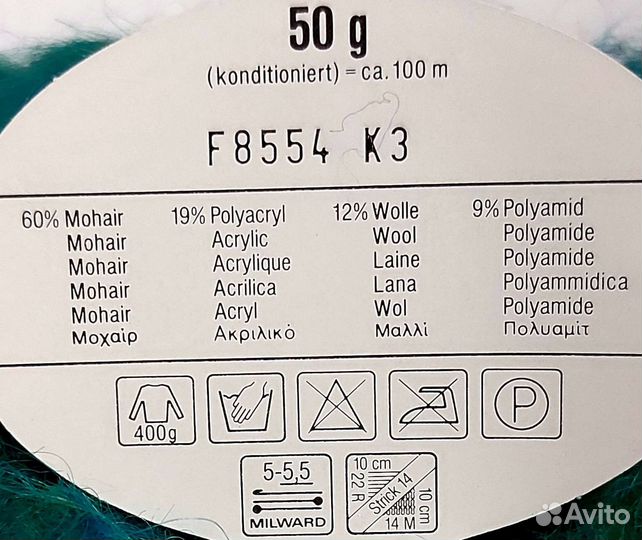 50 g
(konditioniert) = ca. 100 m
F8554 K3
60% Mohair 19% Polyacryl 12% Wolle 9% Polyamid
Mohair Acrylic Wool Polyamide
Mohair Acrylique Laine Polyamide
Mohair Acrilica Lana Polyammidica
Mohair Acryl Wol Polyamide
Μοχαίρ Ακριλικό Μαλλί Πολυαμίτ
400g
P
5-5,5
MILWARD
10 cm
22 R
Strick 14
10 cm
14 M
Avito